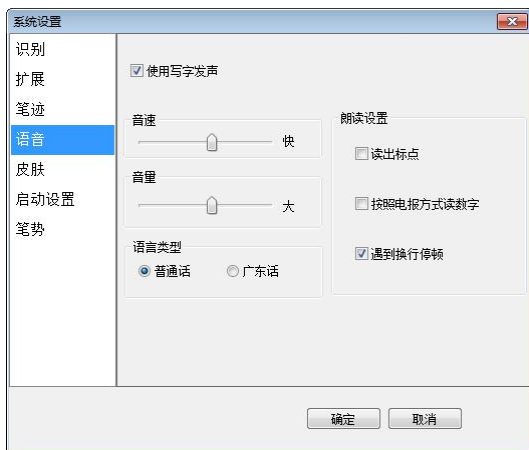 系统设置
识别
扩展
笔迹
语音
皮肤
启动设置
笔势
使用写字发声
音速
快
音量
大
语言类型
普通话 广东话
朗读设置
读出标点
按照电报方式读数字
遇到换行停顿
确定 取消